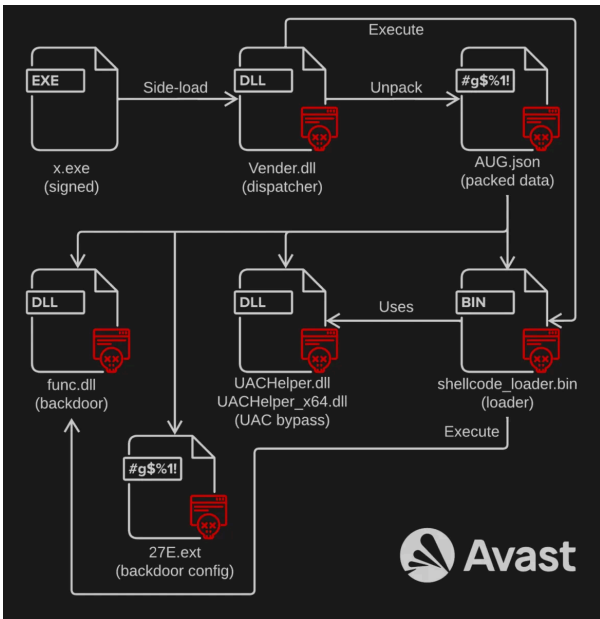 Execute
EXE
Side-load
DLL
Unpack
#g$%1!
x.exe
(signed)
Vender.dll
(dispatcher)
AUG.json
(packed data)
DLL
DLL
Uses
BIN
func.dll
(backdoor)
UACHelper.dll
UACHelper_x64.dll
(UAC bypass)
shellcode_loader.bin
(loader)
Execute
#g$%1!
27E.ext
(backdoor config)
Avast